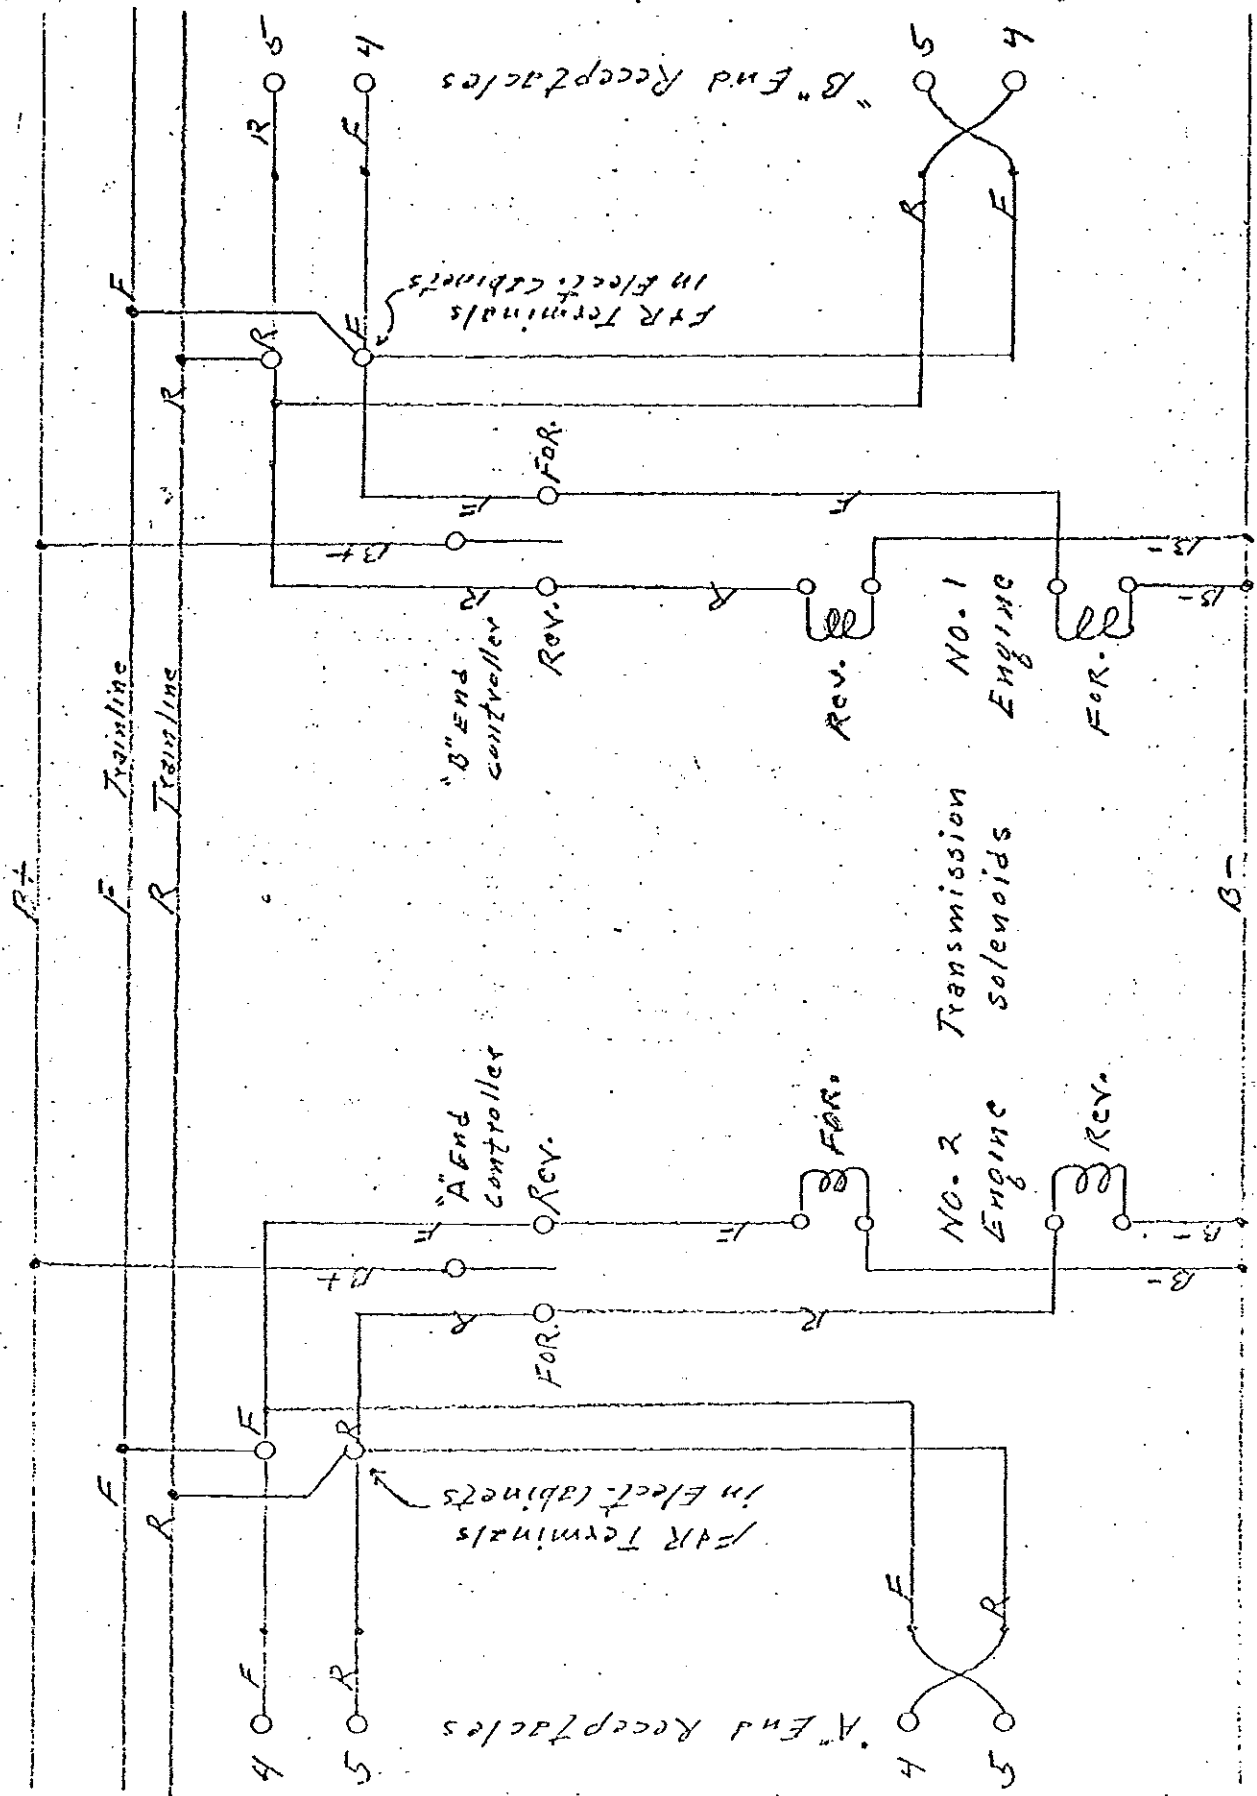 B+
F Trainline F
R Trainline R
F
R
4 F F
5 R R
F&R Terminals
in Elect. Cabinets
"A" End Receptacles
4 F
5 R
"A" End
controller
F Rev.
B+
R FOR.
F
R
FOR.
Rev.
B-
B-
NO. 2
Engine
Transmission
solenoids
NO. 1
Engine
"B" End
controller
F FOR.
B+
R Rev.
F
R
Rev.
FOR.
B-
B-
R R 5
F F 4
F&R Terminals
in Elect. Cabinets
"B" End Receptacles
R 5
F 4
B-